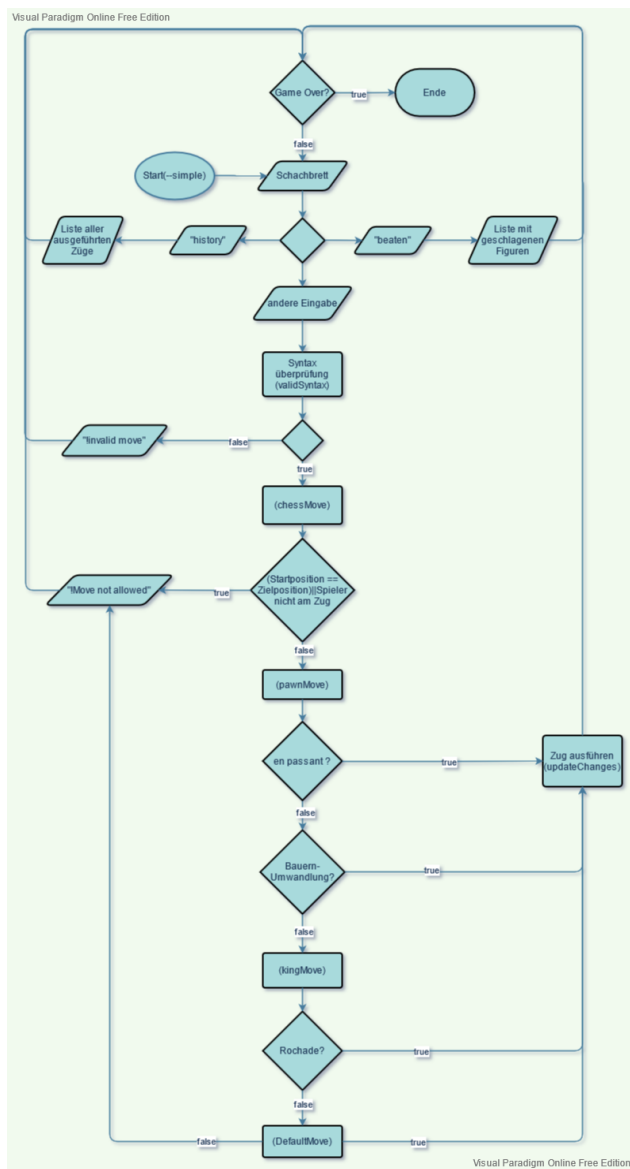 Visual Paradigm Online Free Edition
Game Over?
true
Ende
false
Start(--simple)
Schachbrett
Liste aller
ausgeführten
Züge
"history"
"beaten"
Liste mit
geschlagenen
Figuren
andere Eingabe
Syntax
überprüfung
(validSyntax)
"!invalid move"
false
true
(chessMove)
"!Move not allowed"
true
(Startposition ==
Zielposition)||Spieler
nicht am Zug
false
(pawnMove)
en passant ?
true
Zug ausführen
(updateChanges)
false
Bauern-
Umwandlung?
true
false
(kingMove)
Rochade?
true
false
false
(DefaultMove)
true
Visual Paradigm Online Free Edition